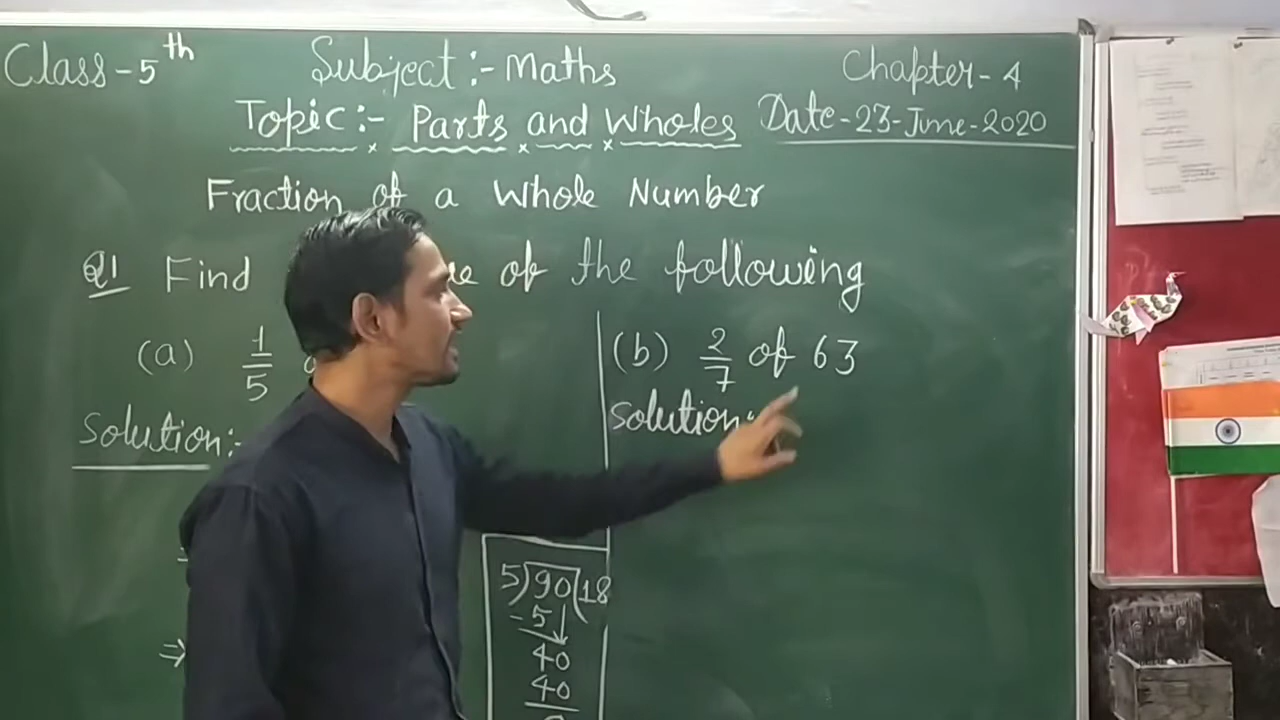 Class-5th Subject:- Maths Chapter-4
Topic:- Parts and Wholes Date-23-June-2020
Fraction of a Whole Number
Q1 Find of the following
(a) 1/5
(b) 2/7 of 63
Solution:-
Solution
5)90(18
-5
40
40
⇒